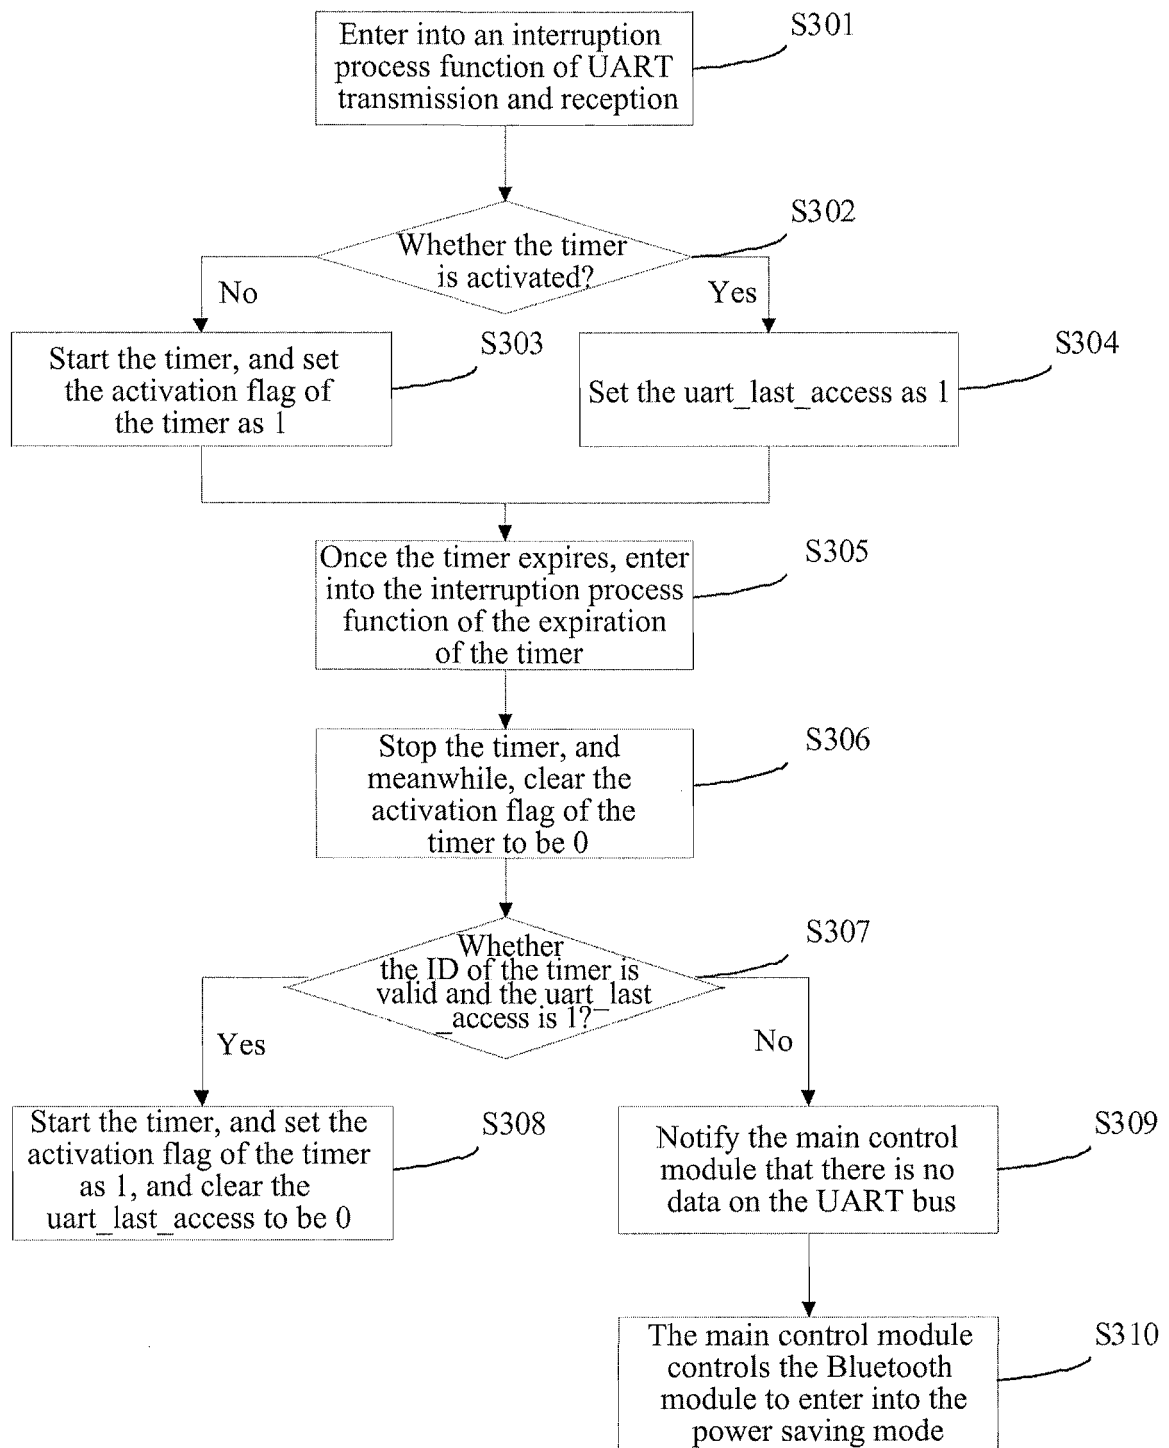 Enter into an interruption
process function of UART
transmission and reception
S301
Whether the timer
is activated?
S302
No
Yes
Start the timer, and set
the activation flag of
the timer as 1
S303
Set the uart_last_access as 1
S304
Once the timer expires, enter
into the interruption process
function of the expiration
of the timer
S305
Stop the timer, and
meanwhile, clear the
activation flag of the
timer to be 0
S306
Whether
the ID of the timer is
valid and the uart_last
_access is 1?
S307
Yes
No
Start the timer, and set the
activation flag of the timer
as 1, and clear the
uart_last_access to be 0
S308
Notify the main control
module that there is no
data on the UART bus
S309
The main control module
controls the Bluetooth
module to enter into the
power saving mode
S310